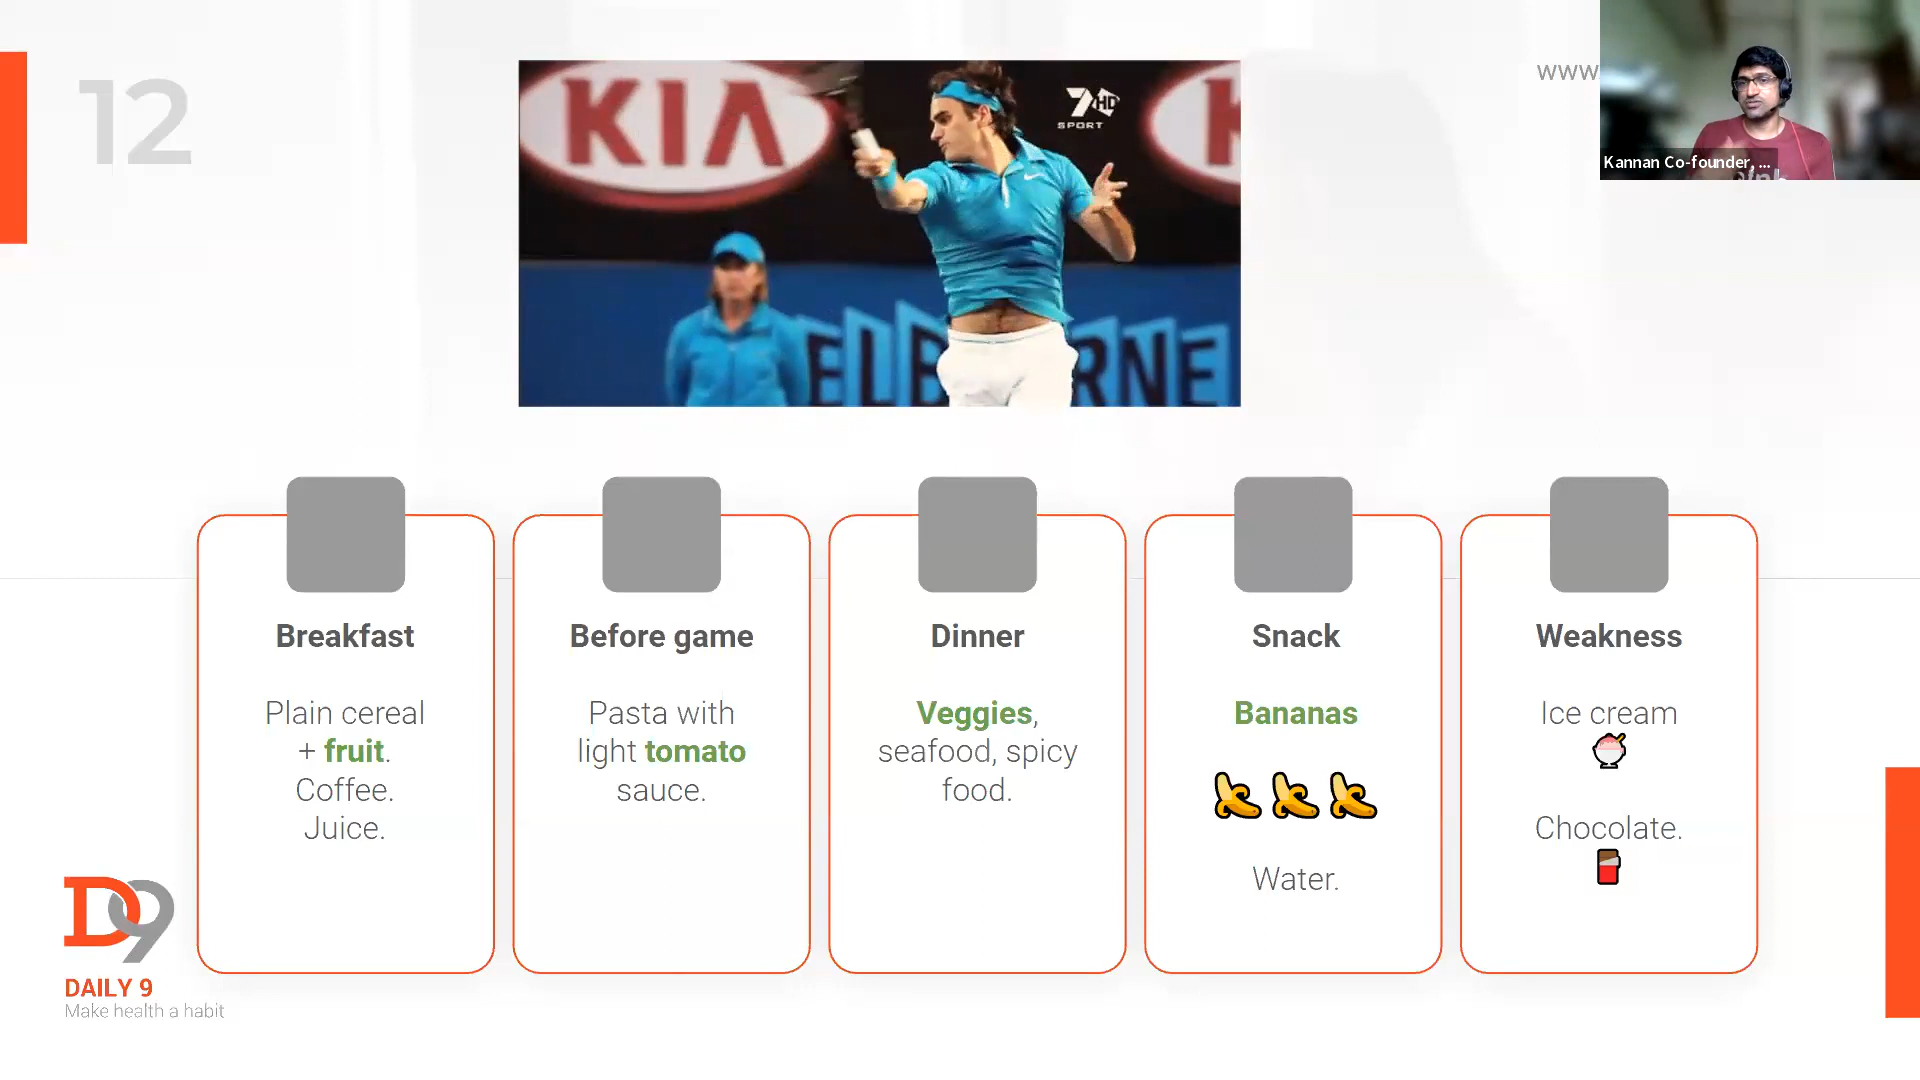 12
www
KIA
7HD
SPORT
K
ELB RNE
Kannan Co-founder, ...
Breakfast
Plain cereal
+ fruit.
Coffee.
Juice.
Before game
Pasta with
light tomato
sauce.
Dinner
Veggies,
seafood, spicy
food.
Snack
Bananas
Water.
Weakness
Ice cream
Chocolate.
D9
DAILY 9
Make health a habit